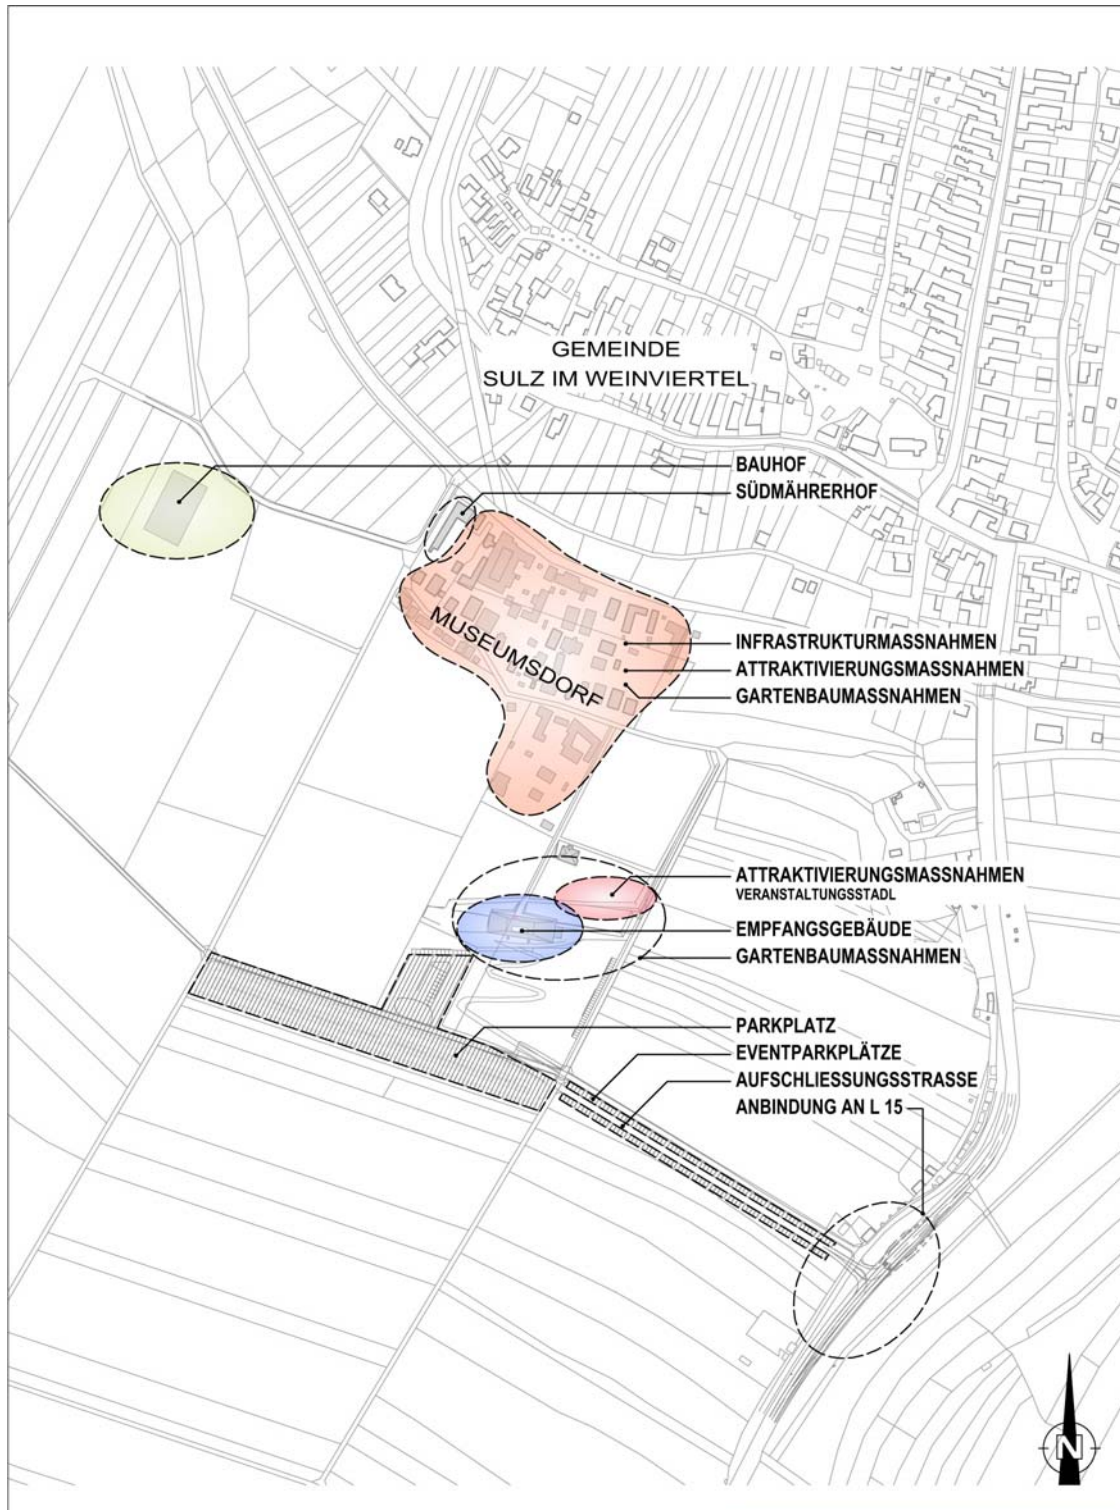 GEMEINDE
SULZ IM WEINVIERTEL
BAUHOF
SÜDMÄHRERHOF
MUSEUMSDORF
INFRASTRUKTURMASSNAHMEN
ATTRAKTIVIERUNGSMASSNAHMEN
GARTENBAUMASSNAHMEN
ATTRAKTIVIERUNGSMASSNAHMEN
VERANSTALTUNGSSTADL
EMPFANGSGEBÄUDE
GARTENBAUMASSNAHMEN
PARKPLATZ
EVENTPARKPLÄTZE
AUFSCHLIESSUNGSSTRASSE
ANBINDUNG AN L 15
N